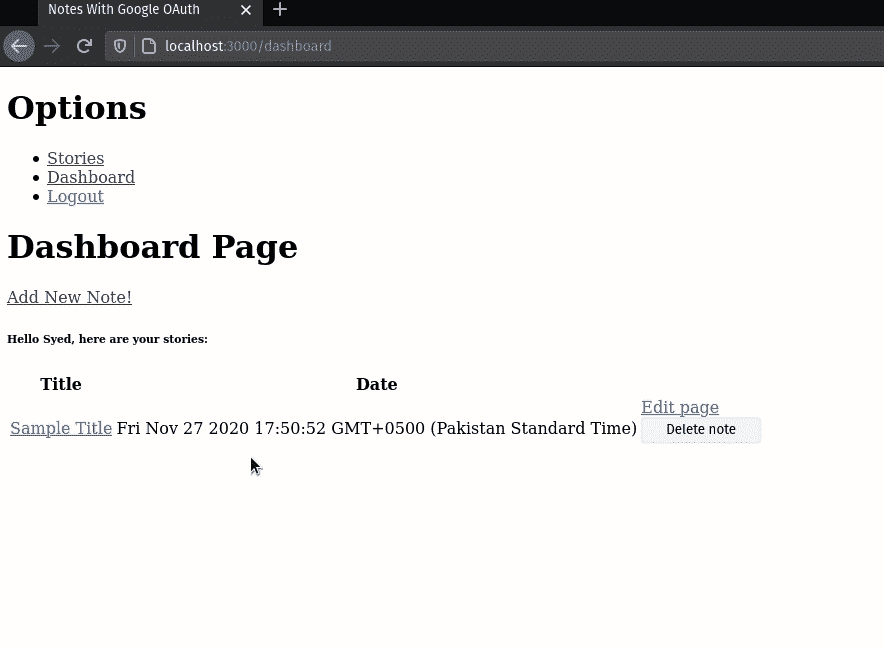 Notes With Google OAuth
localhost:3000/dashboard
Options
Stories
Dashboard
Logout
Dashboard Page
Add New Note!
Hello Syed, here are your stories:
Title Date
Edit page
Sample Title Fri Nov 27 2020 17:50:52 GMT+0500 (Pakistan Standard Time) Delete note